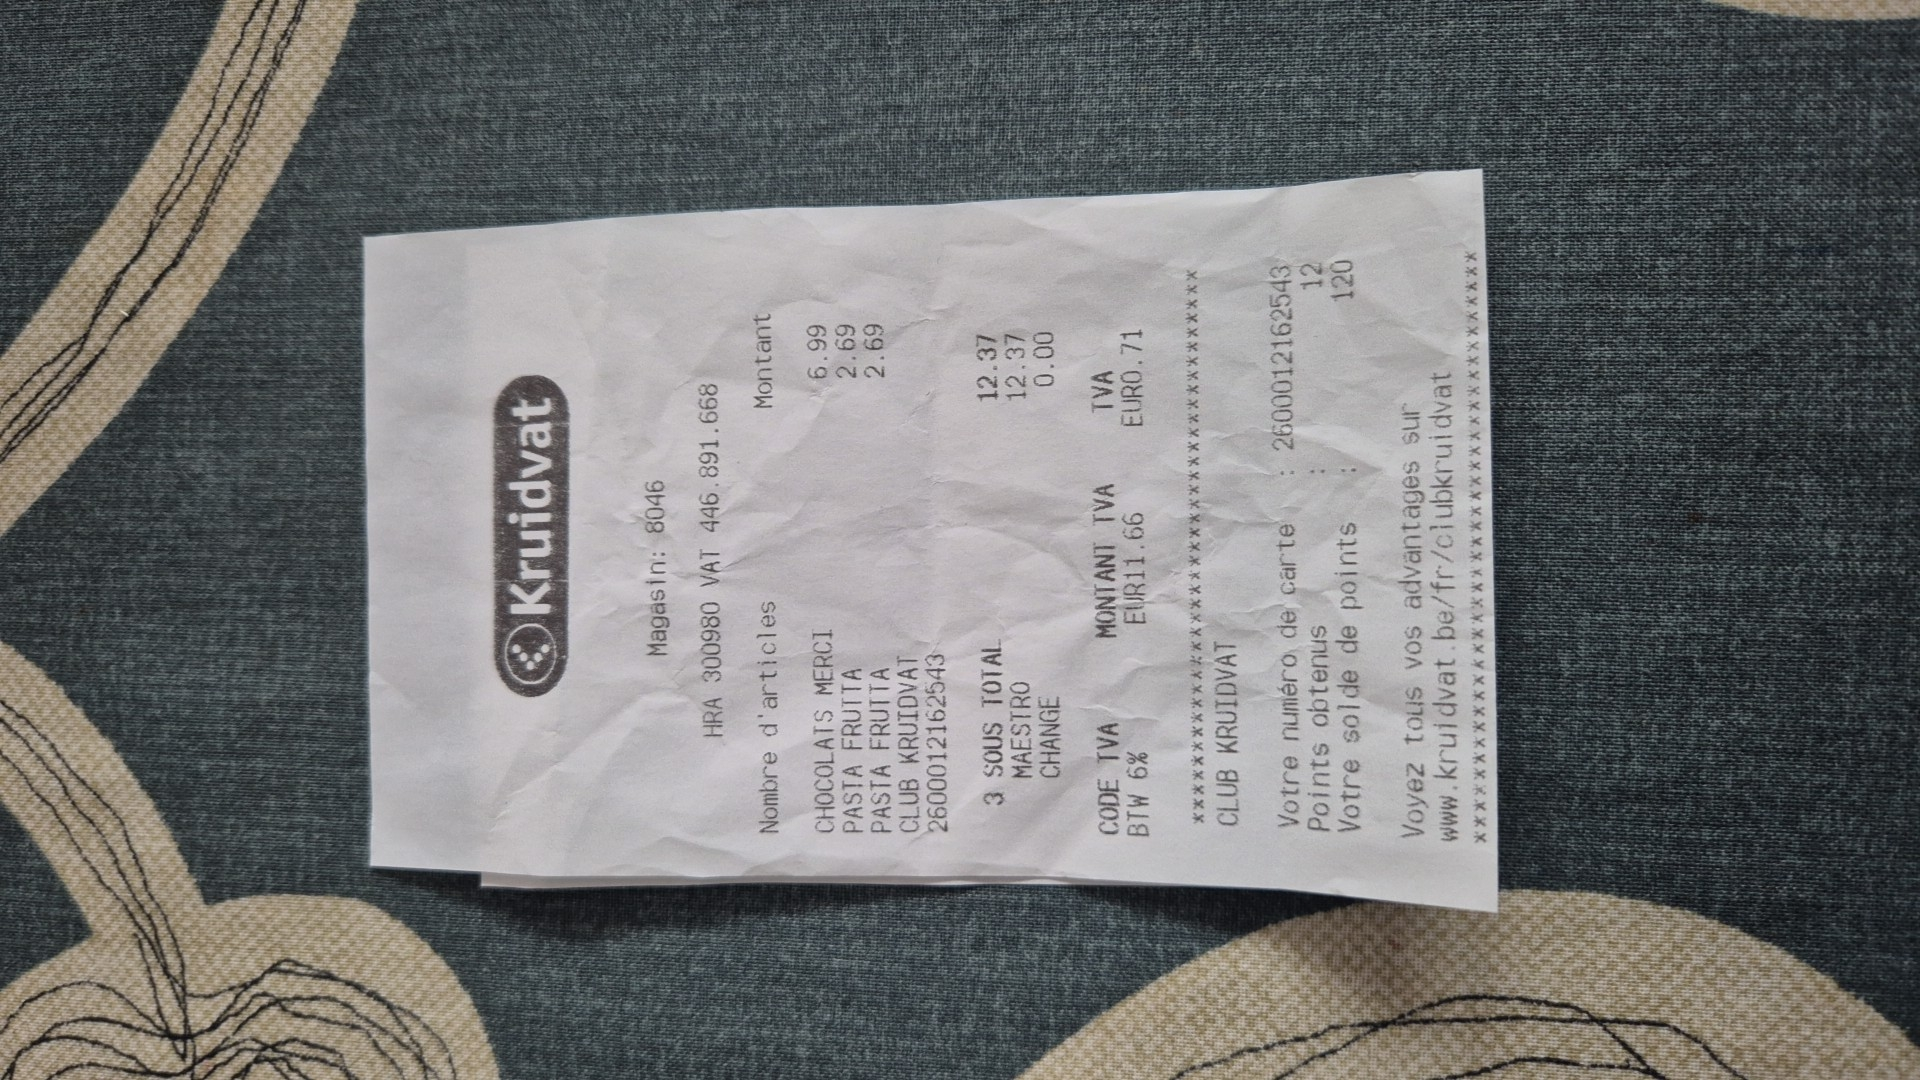 Kruidvat
Magasin: 8046
HRA 300980 VAT 446.891.668
Nombre d'articles Montant
CHOCOLATS MERCI 6.99
PASTA FRUTTA 2.69
PASTA FRUTTA 2.69
CLUB KRUIDVAT
2600012162543
3 SOUS TOTAL 12.37
MAESTRO 12.37
CHANGE 0.00
CODE TVA MONTANT TVA TVA
BTW 6% EUR11.66 EUR0.71
******************************************
CLUB KRUIDVAT
Votre numéro de carte : 2600012162543
Points obtenus : 12
Votre solde de points : 120
Voyez tous vos advantages sur
www.kruidvat.be/fr/clubkruidvat
******************************************